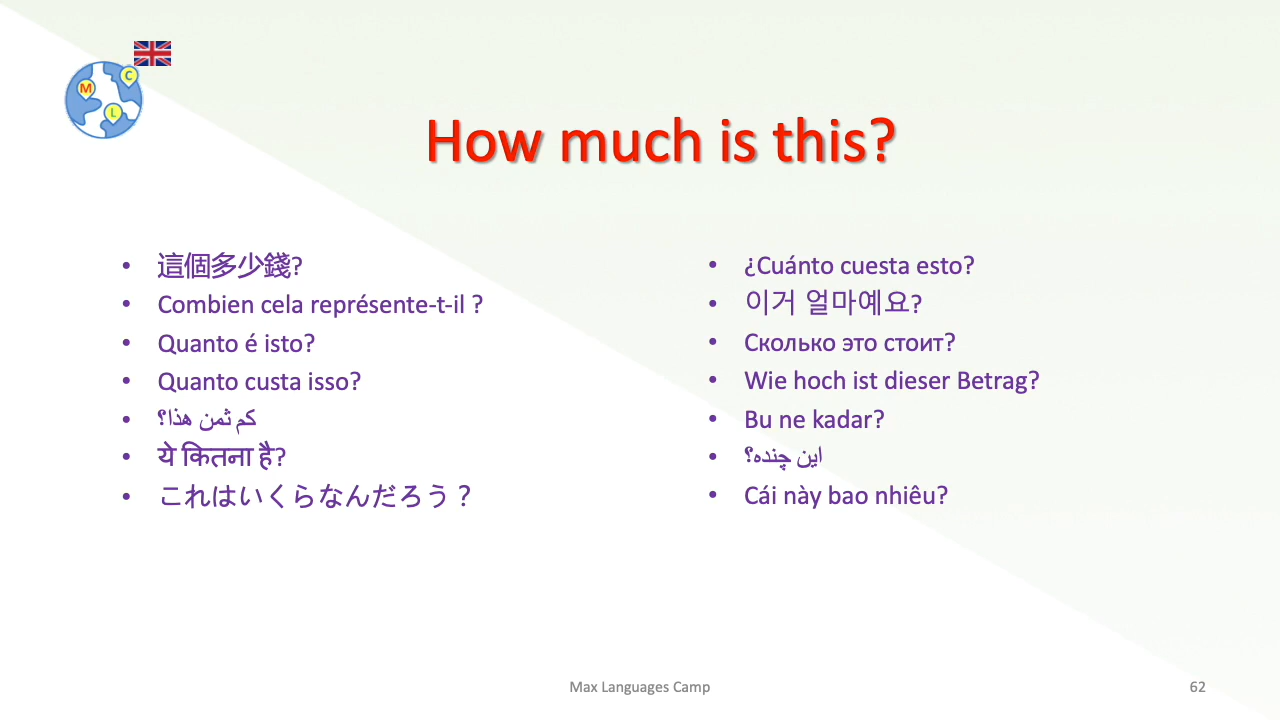 M
C
L
How much is this?
• 這個多少錢?
• Combien cela représente-t-il ?
• Quanto é isto?
• Quanto custa isso?
• كم ثمن هذا؟
• ये कितना है?
• これはいくらなんだろう？
• ¿Cuánto cuesta esto?
• 이거 얼마예요?
• Сколько это стоит?
• Wie hoch ist dieser Betrag?
• Bu ne kadar?
• این چنده؟
• Cái này bao nhiêu?
Max Languages Camp
62